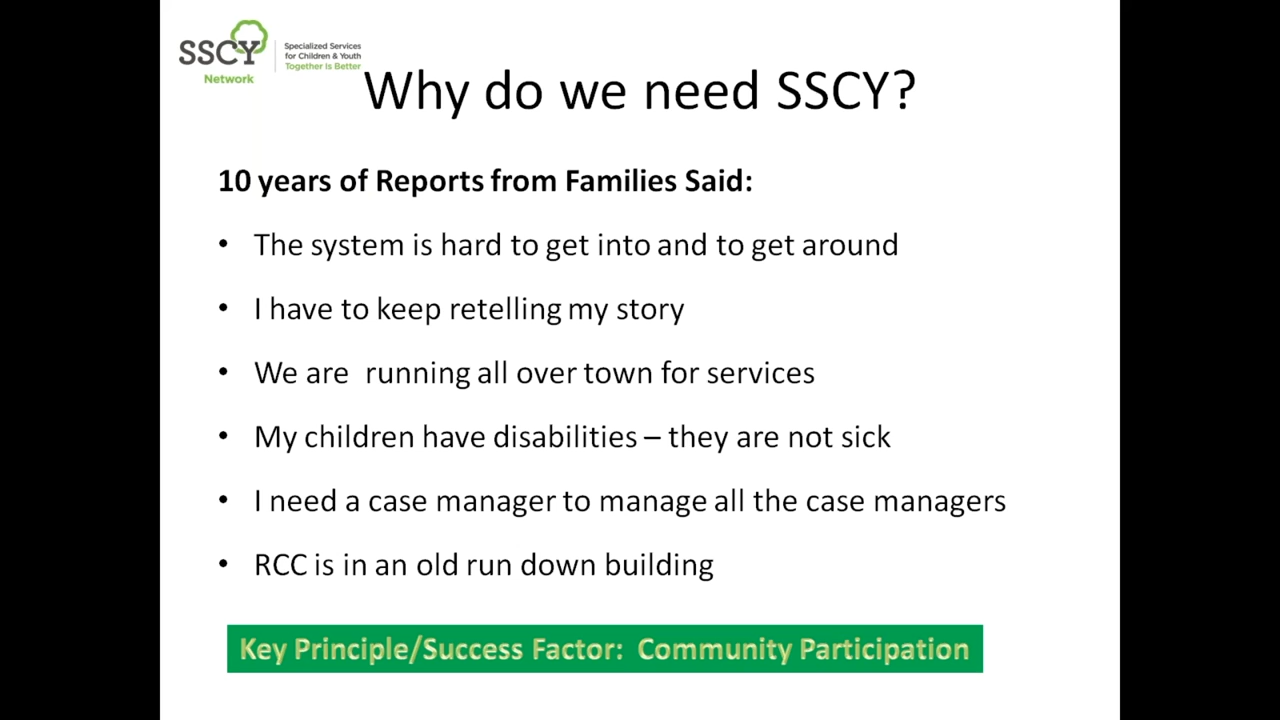 SSCY
Network
Specialized Services
for Children & Youth
Together Is Better
Why do we need SSCY?
10 years of Reports from Families Said:
• The system is hard to get into and to get around
• I have to keep retelling my story
• We are  running all over town for services
• My children have disabilities – they are not sick
• I need a case manager to manage all the case managers
• RCC is in an old run down building
Key Principle/Success Factor:  Community Participation